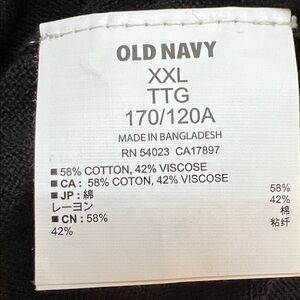 OLD NAVY
XXL
TTG
170/120A
MADE IN BANGLADESH
RN 54023 CA17897
■ 58% COTTON, 42% VISCOSE
■ CA : 58% COTON, 42% VISCOSE
■ JP : 綿 58%
レーヨン 42%
■ CN : 58% 棉
42% 粘纤